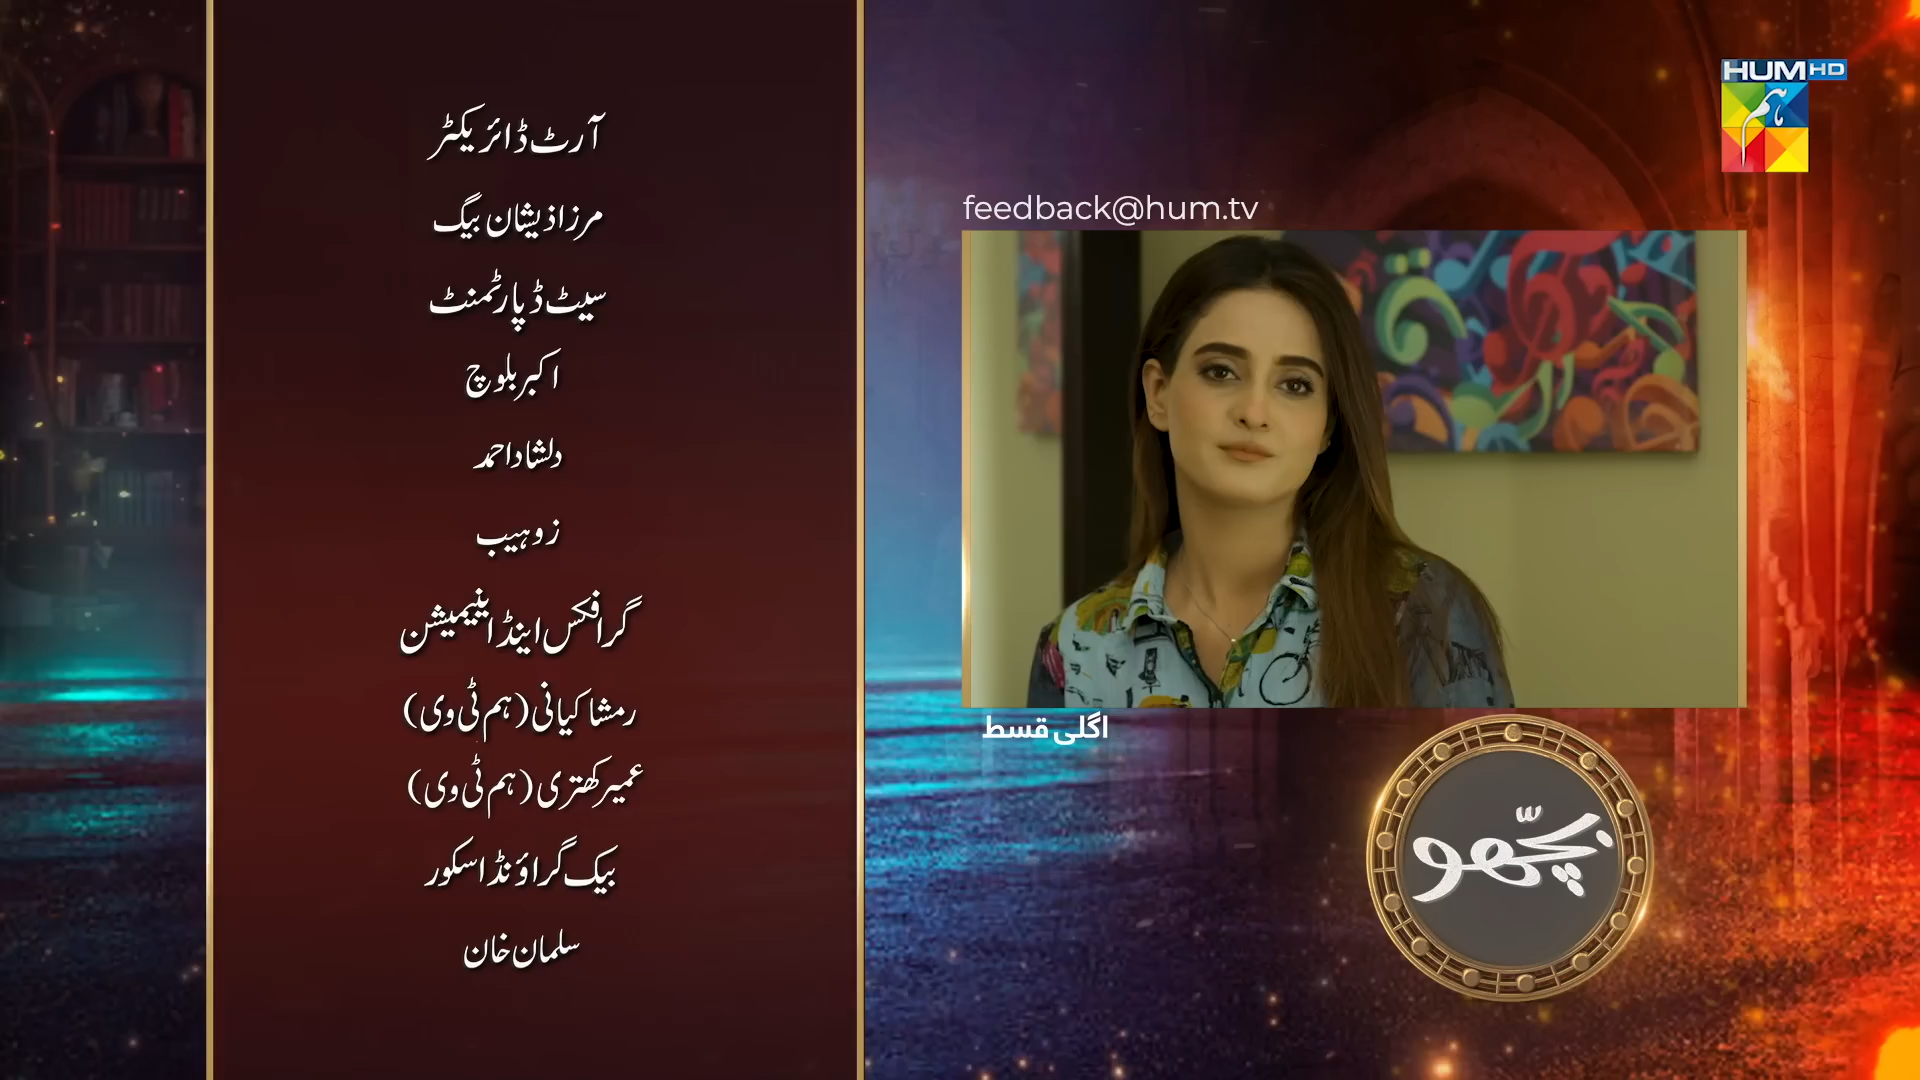 آرٹ ڈائریکٹر
مرزا ذیشان بیگ
سیٹ ڈپارٹمنٹ
اکبر بلوچ
دلشاد احمد
زوہیب
گرافکس اینڈ اینیمیشن
رمشا کیانی (ہم ٹی وی)
عمیر کھتری (ہم ٹی وی)
بیک گراؤنڈ اسکور
سلمان خان
HUM HD
ہم
feedback@hum.tv
اگلی قسط
بچّھو